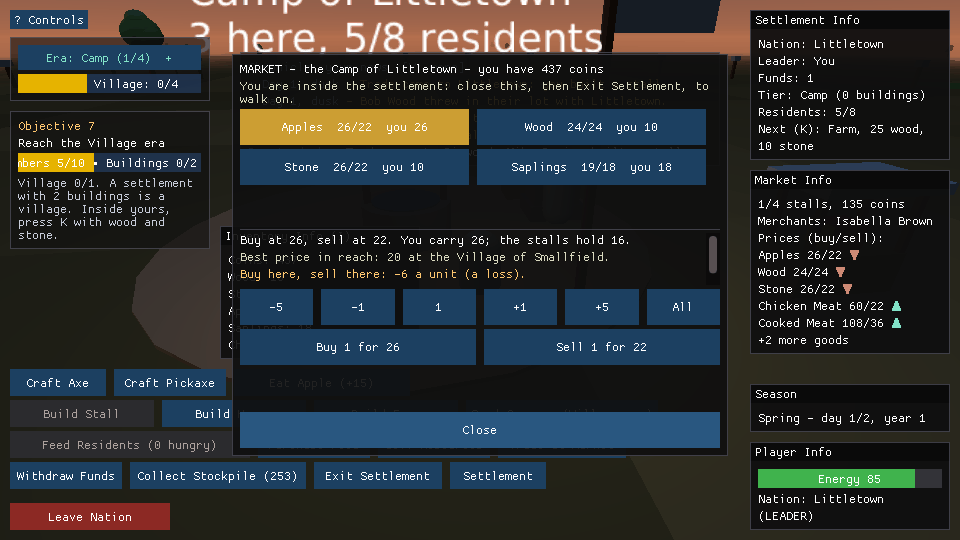 Camp of Littletown
3 here, 5/8 residents
? Controls
Era: Camp (1/4) +
Village: 0/4
Objective 7
Reach the Village era
mbers 5/10 • Buildings 0/2
Village 0/1. A settlement
with 2 buildings is a
village. Inside yours,
press K with wood and
stone.
MARKET - the Camp of Littletown - you have 437 coins
You are inside the settlement: close this, then Exit Settlement, to
walk on.
Apples 26/22 you 26
Wood 24/24 you 10
Stone 26/22 you 10
Saplings 19/18 you 18
Buy at 26, sell at 22. You carry 26; the stalls hold 16.
Best price in reach: 20 at the Village of Smallfield.
Buy here, sell there: -6 a unit (a loss).
-5
-1
1
+1
+5
All
Buy 1 for 26
Sell 1 for 22
Close
Craft Axe
Craft Pickaxe
Eat Apple (+15)
Build Stall
Build
Feed Residents (0 hungry)
Withdraw Funds
Collect Stockpile (253)
Exit Settlement
Settlement
Leave Nation
Settlement Info
Nation: Littletown
Leader: You
Funds: 1
Tier: Camp (0 buildings)
Residents: 5/8
Next (K): Farm, 25 wood,
10 stone
Market Info
1/4 stalls, 135 coins
Merchants: Isabella Brown
Prices (buy/sell):
Apples 26/22 ▼
Wood 24/24 ▼
Stone 26/22 ▼
Chicken Meat 60/22 ▲
Cooked Meat 108/36 ▲
+2 more goods
Season
Spring - day 1/2, year 1
Player Info
Energy 85
Nation: Littletown
(LEADER)